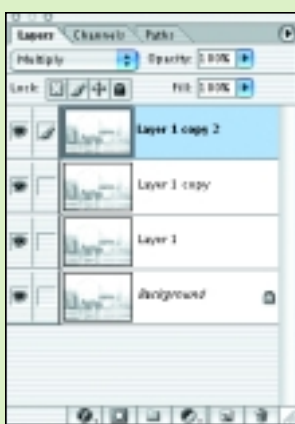 Layers Channels Paths
Multiply Opacity: 100%
Lock: Fill: 100%
Layer 1 copy 2
Layer 1 copy
Layer 1
Background